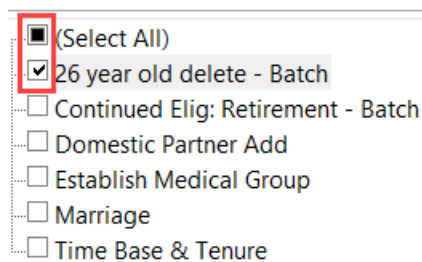 (Select All)
26 year old delete - Batch
Continued Elig: Retirement - Batch
Domestic Partner Add
Establish Medical Group
Marriage
Time Base & Tenure